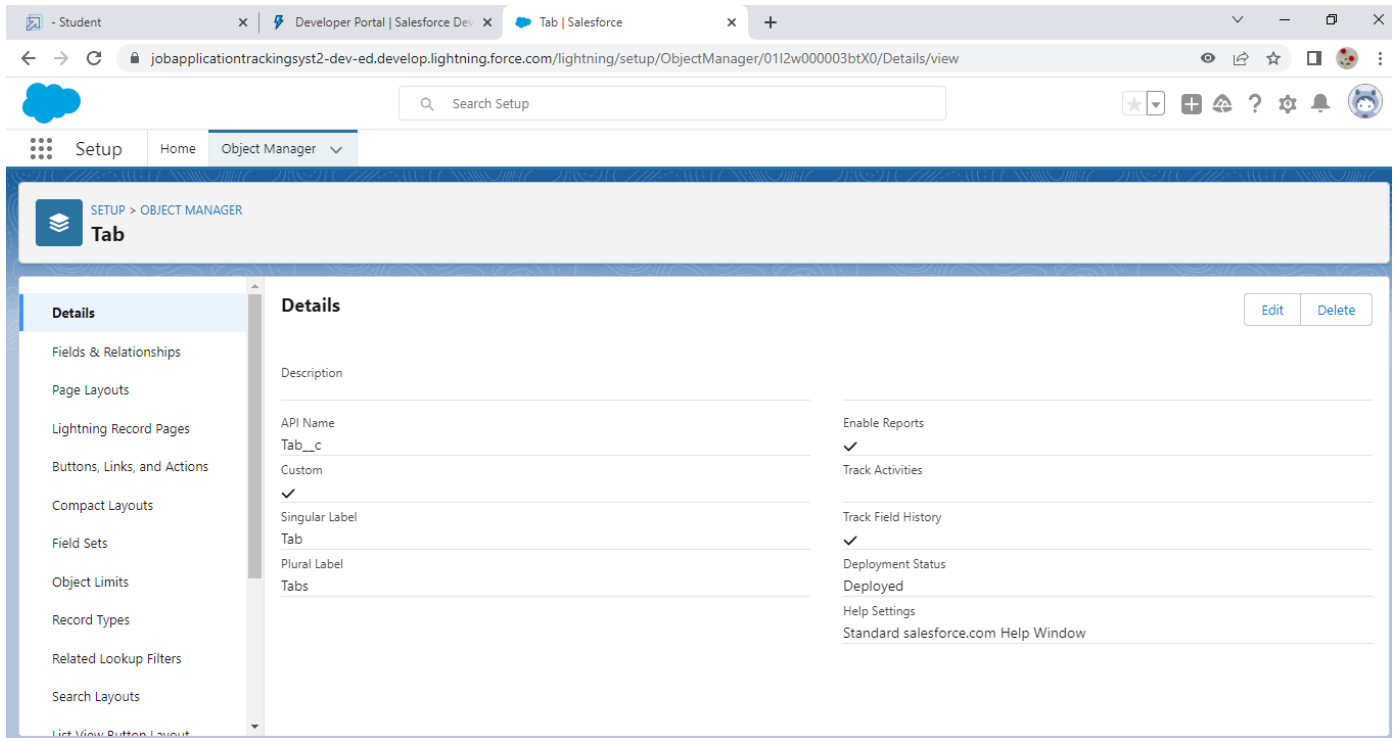 - Student
Developer Portal | Salesforce Dev
Tab | Salesforce
jobapplicationtrackingsyst2-dev-ed.develop.lightning.force.com/lightning/setup/ObjectManager/01I2w000003btX0/Details/view
Search Setup
Setup
Home
Object Manager
SETUP > OBJECT MANAGER
Tab
Details
Fields & Relationships
Page Layouts
Lightning Record Pages
Buttons, Links, and Actions
Compact Layouts
Field Sets
Object Limits
Record Types
Related Lookup Filters
Search Layouts
List View Button Layout
Details
Edit
Delete
Description
API Name
Tab__c
Custom
Singular Label
Tab
Plural Label
Tabs
Enable Reports
Track Activities
Track Field History
Deployment Status
Deployed
Help Settings
Standard salesforce.com Help Window